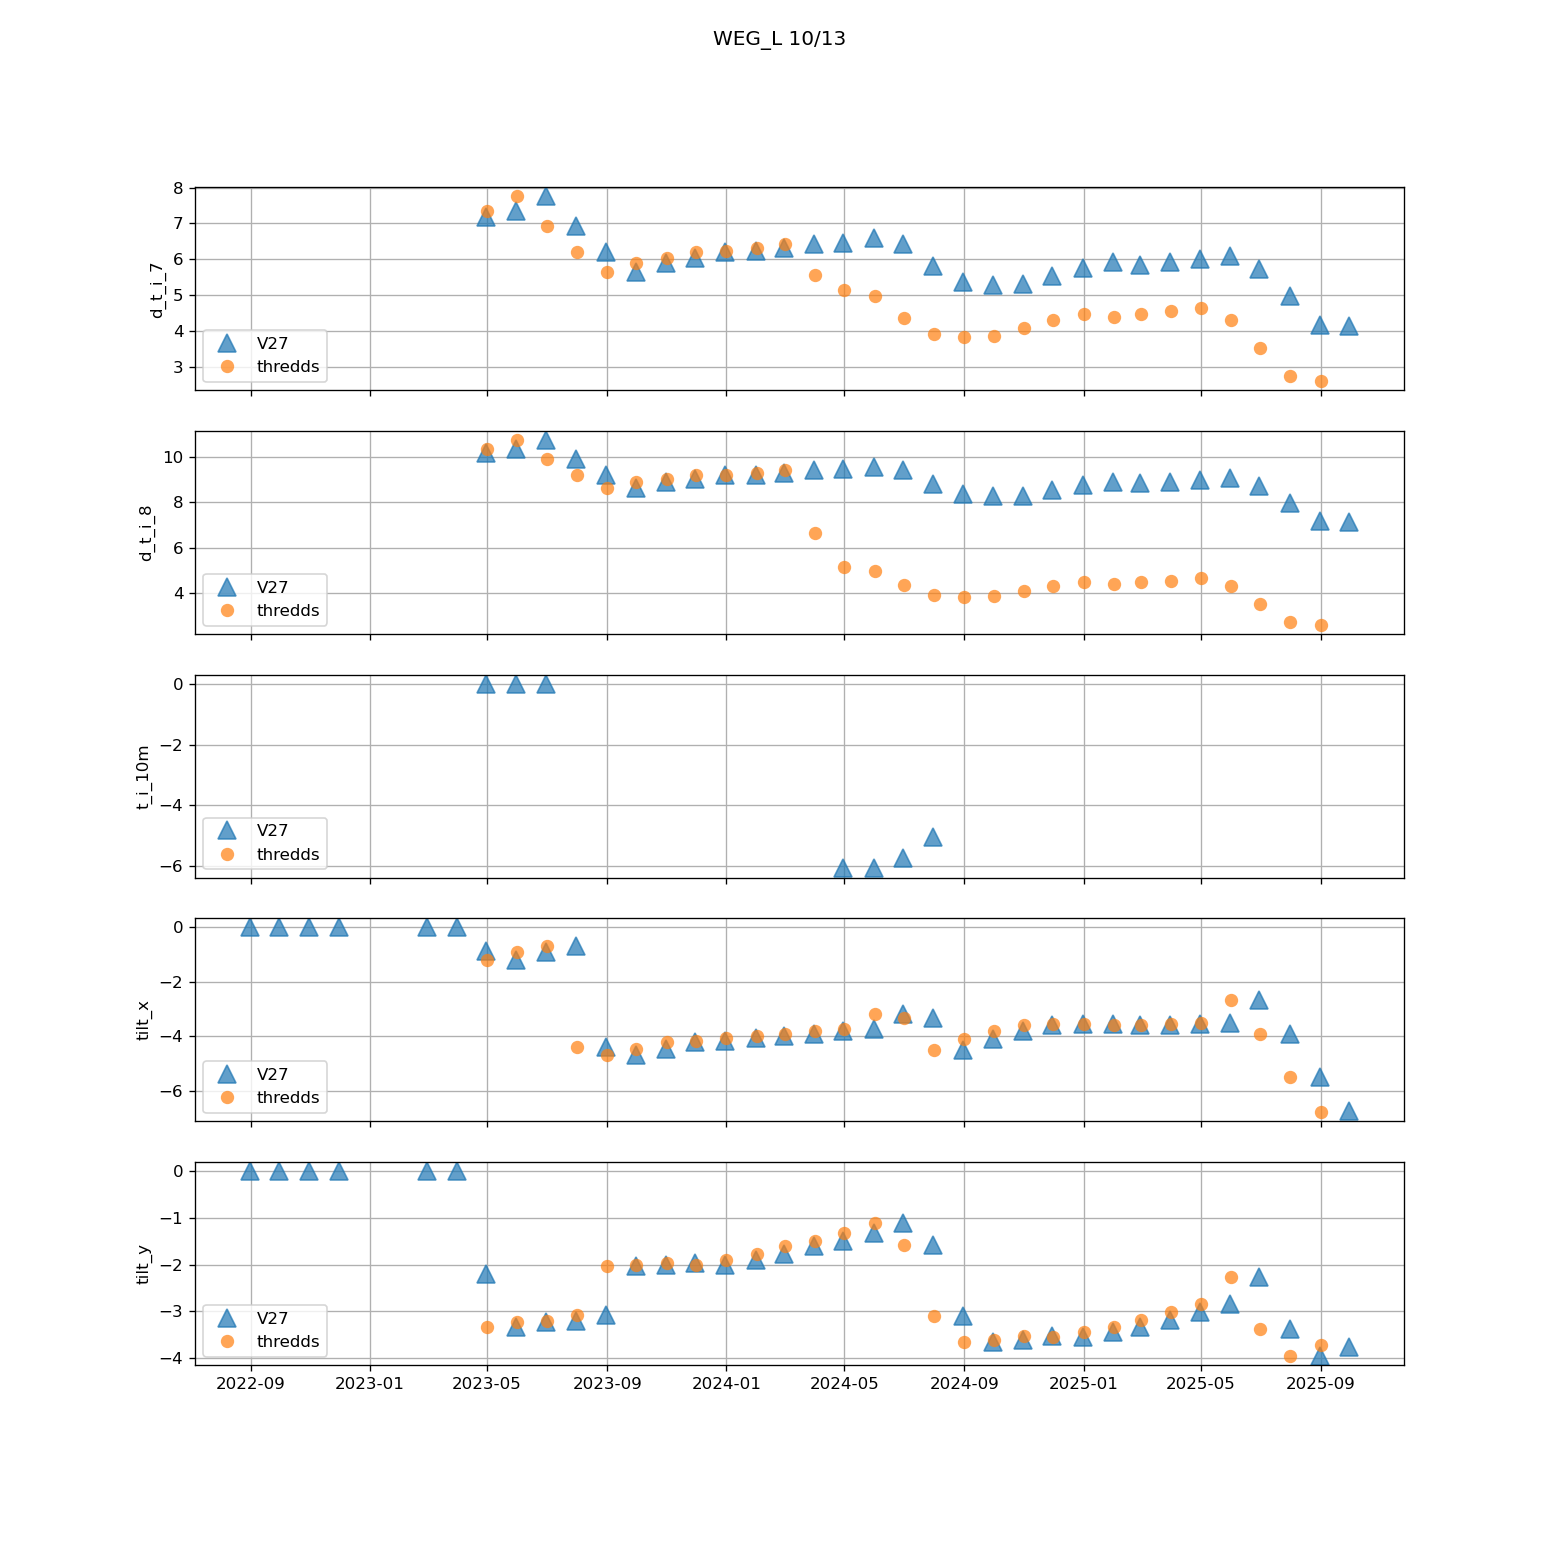 WEG_L 10/13
8
7
6
5
4
3
d_t_i_7
V27
thredds
10
8
6
4
d_t_i_8
V27
thredds
0
−2
−4
−6
t_i_10m
V27
thredds
0
−2
−4
−6
tilt_x
V27
thredds
0
−1
−2
−3
−4
tilt_y
V27
thredds
2022-09 2023-01 2023-05 2023-09 2024-01 2024-05 2024-09 2025-01 2025-05 2025-09